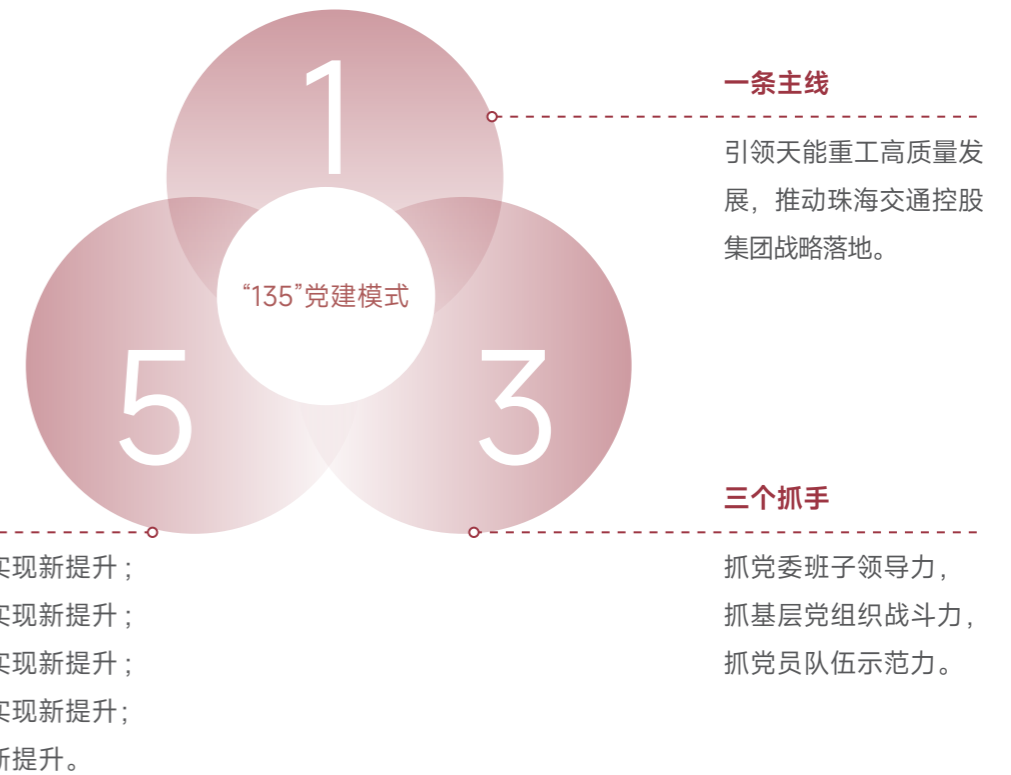 1
一条主线
引领天能重工高质量发
展，推动珠海交通控股
集团战略落地。
“135”党建模式
5
3
三个抓手
抓党委班子领导力，
抓基层党组织战斗力，
抓党员队伍示范力。
实现新提升；
实现新提升；
实现新提升；
实现新提升；
新提升。